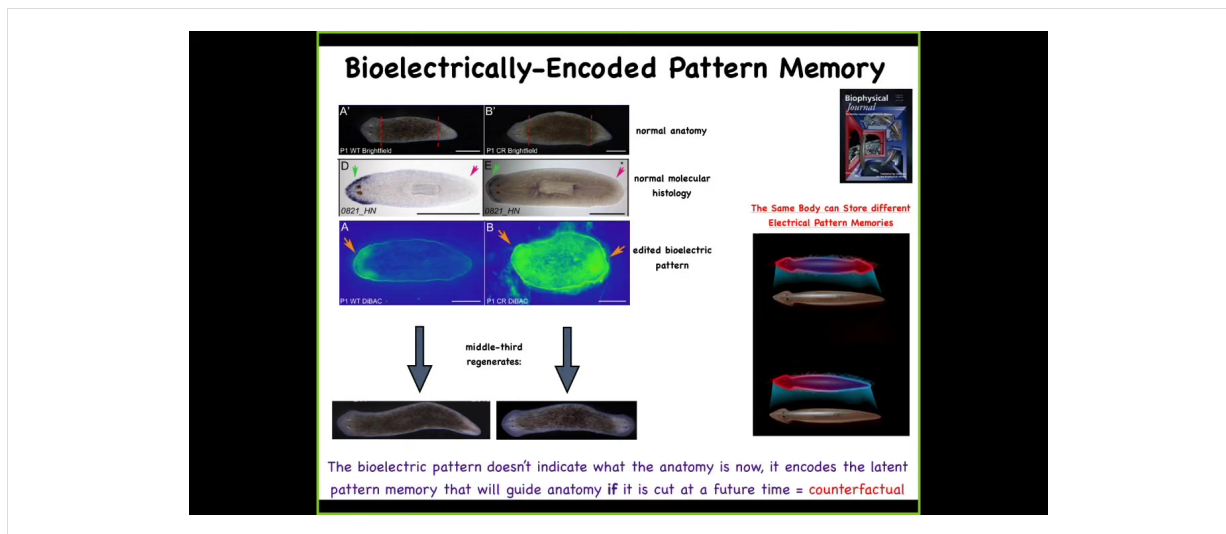 Bioelectrically-Encoded Pattern Memory
A'
P1 WT Brightfield
B'
P1 CR Brightfield
normal anatomy
Biophysical
Journal
D
0821_HN
E
*
0821_HN
normal molecular
histology
The Same Body can Store different
Electrical Pattern Memories
A
P1 WT DiBAC
B
P1 CR DiBAC
edited bioelectric
pattern
middle-third
regenerates:
The bioelectric pattern doesn't indicate what the anatomy is now, it encodes the latent
pattern memory that will guide anatomy if it is cut at a future time = counterfactual